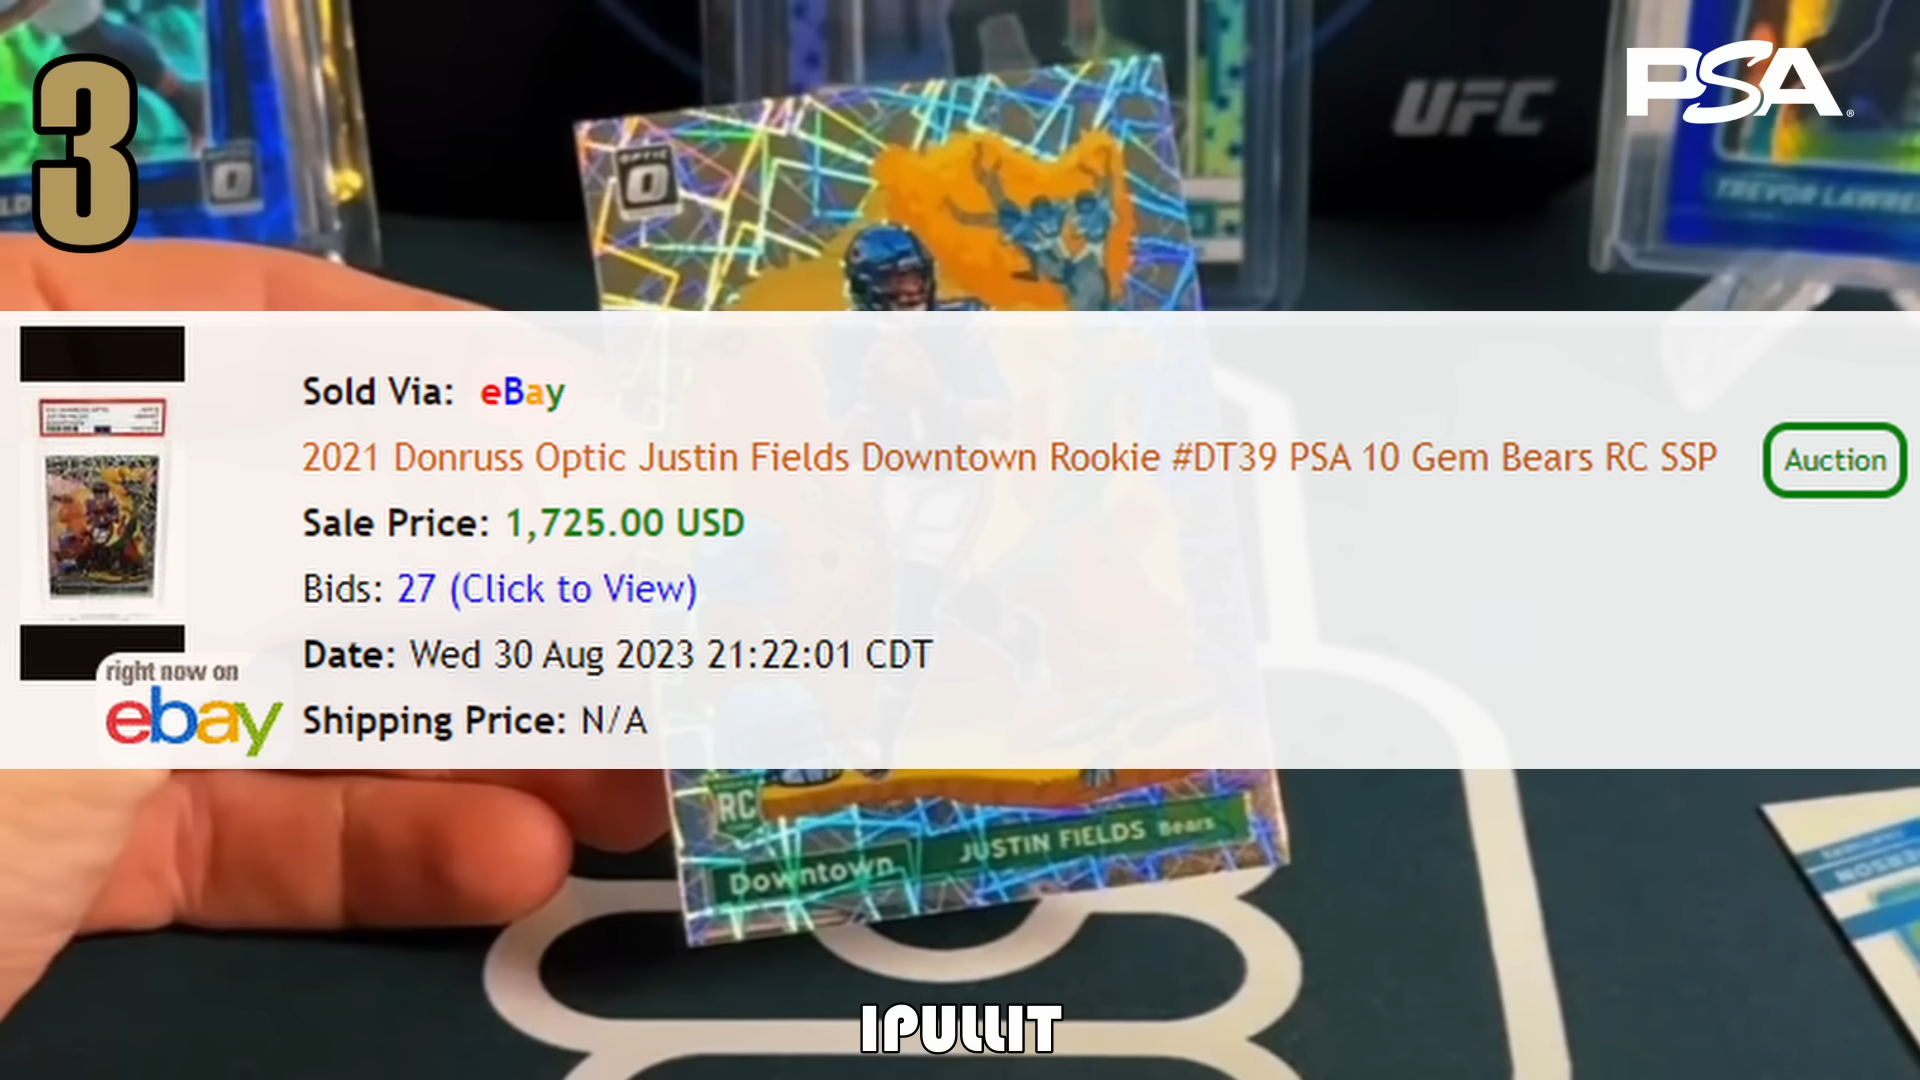 3
PSA
UFC
OPTIC
O
O
TREVOR LAWRE
Sold Via: eBay
2021 Donruss Optic Justin Fields Downtown Rookie #DT39 PSA 10 Gem Bears RC SSP
Auction
Sale Price: 1,725.00 USD
Bids: 27 (Click to View)
Date: Wed 30 Aug 2023 21:22:01 CDT
right now on
ebay
Shipping Price: N/A
RC
JUSTIN FIELDS Bears
Downtown
IPULLIT